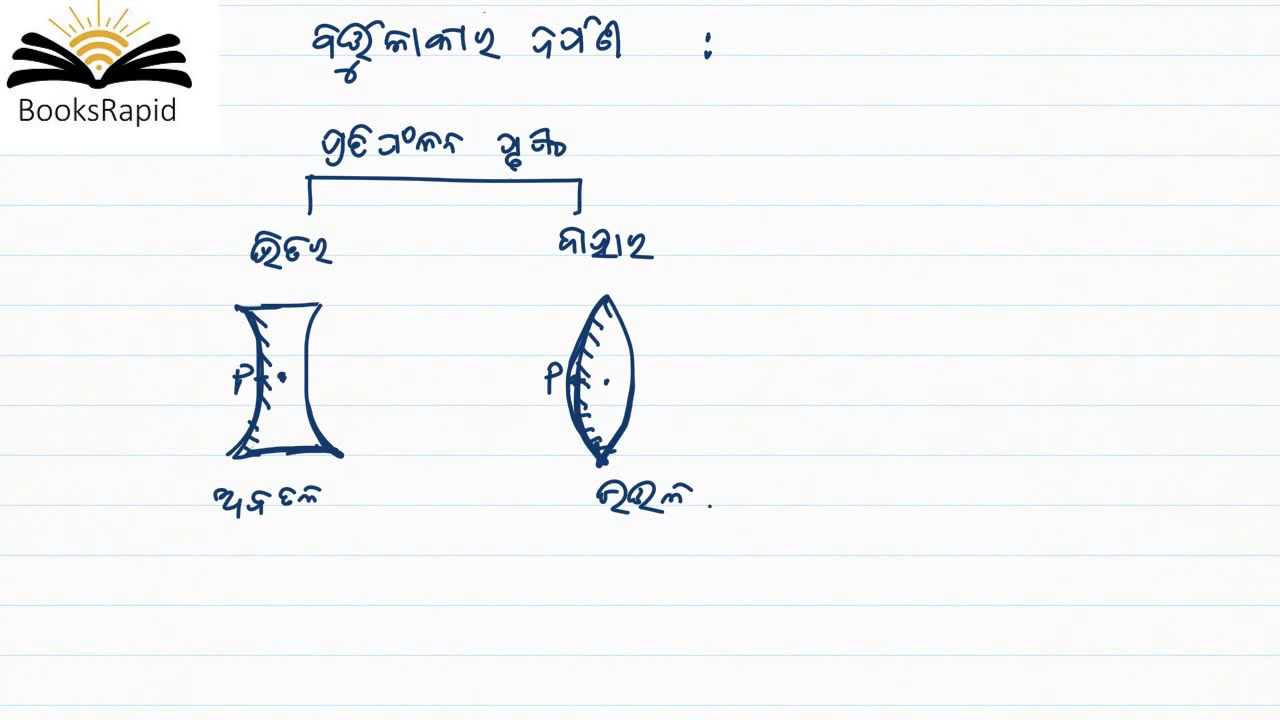 BooksRapid
ବର୍ତ୍ତୁଳାକାର ଦର୍ପଣ :
ପ୍ରତିଫଳନ ପୃଷ୍ଠ
ଭିତର ବାହାର
P P
ଅବତଳ ଉତ୍ତଳ .